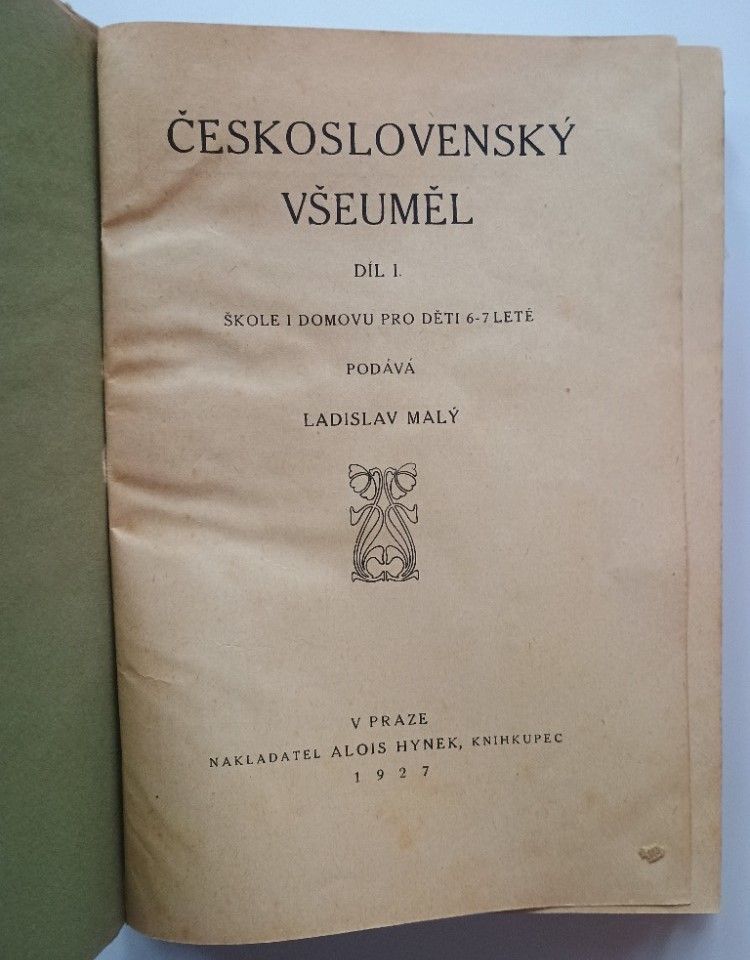 ČESKOSLOVENSKÝ
VŠEUMĚL
DÍL I.
ŠKOLE I DOMOVU PRO DĚTI 6-7 LETÉ
PODÁVÁ
LADISLAV MALÝ
V PRAZE
NAKLADATEL ALOIS HYNEK, KNIHKUPEC
1927